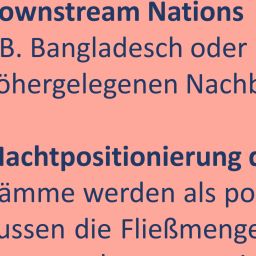 ownstream Nations
B. Bangladesch oder
öhergelegenen Nachb
Machtpositionierung d
ämme werden als po
ussen die Fließmenge